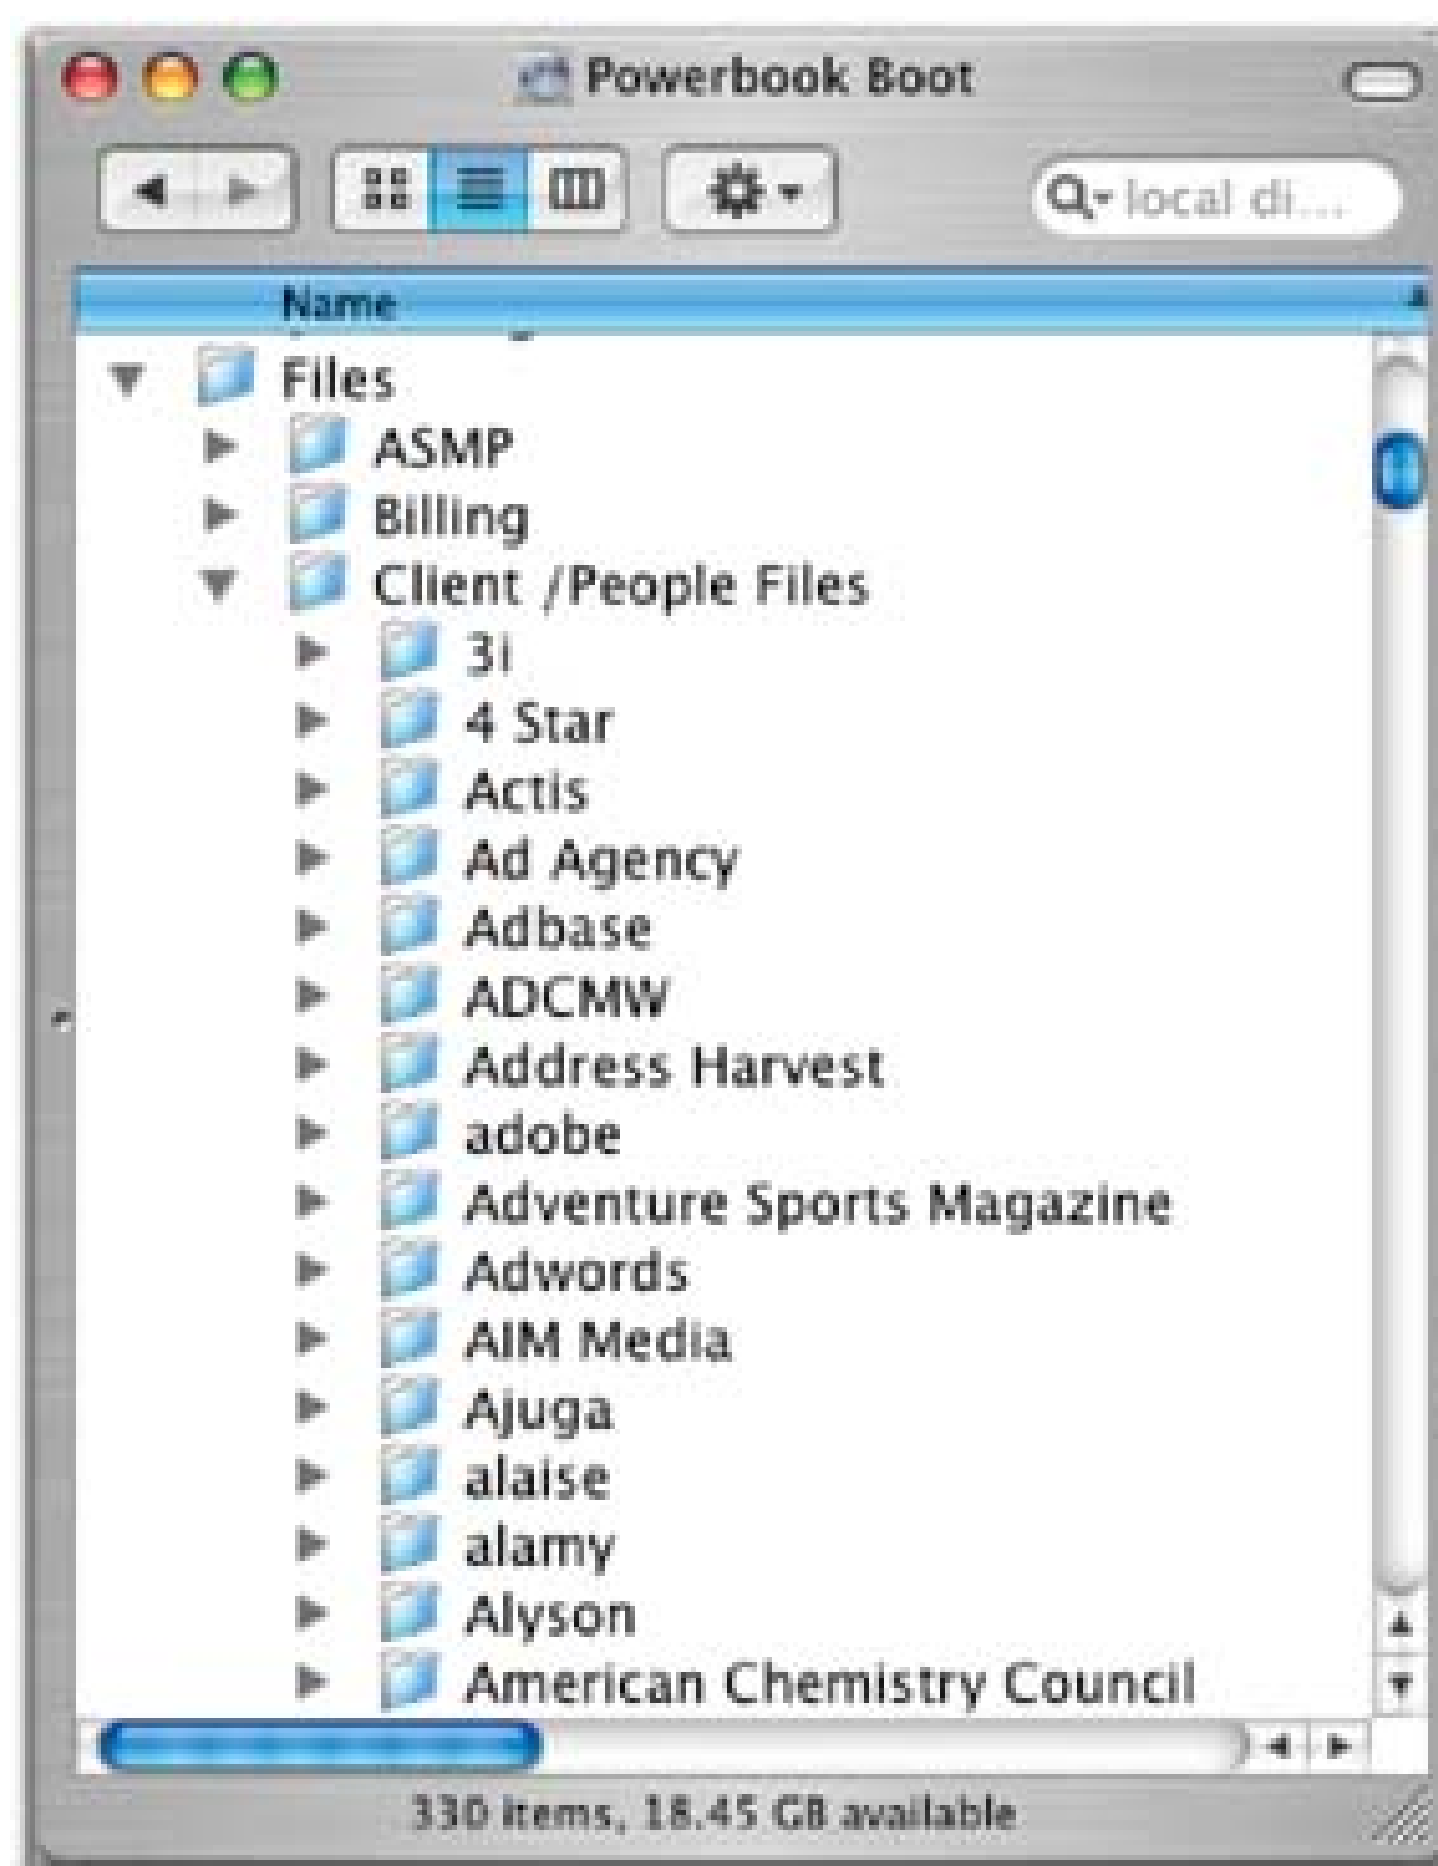 Powerbook Boot
local di...
Name
Files
ASMP
Billing
Client /People Files
3i
4 Star
Actis
Ad Agency
Adbase
ADCMW
Address Harvest
adobe
Adventure Sports Magazine
Adwords
AIM Media
Ajuga
alaise
alamy
Alyson
American Chemistry Council
330 items, 18.45 GB available